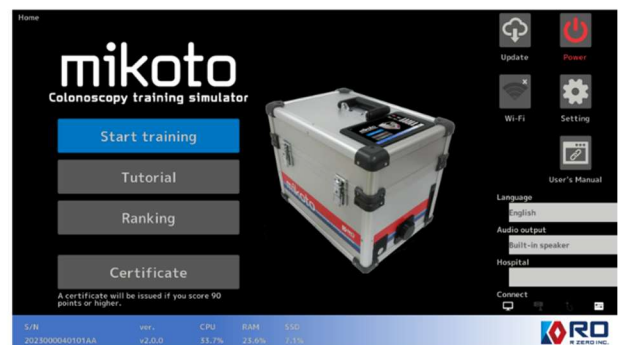 Home
mikoto
Colonoscopy training simulator
Start training
Tutorial
Ranking
Certificate
A certificate will be issued if you score 90
points or higher.
Update
Power
Wi-Fi
Setting
User's Manual
Language
English
Audio output
Built-in speaker
Hospital
Connect
mikoto
S/N ver. CPU RAM SSD
2023000040101AA v2.0.0 33.7% 23.6% 7.1%
RO
R ZERO INC.